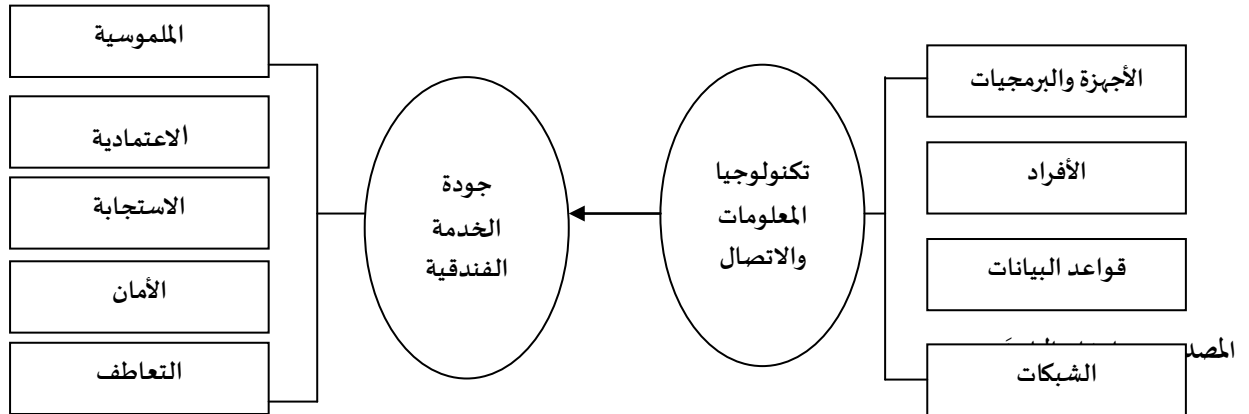 الأجهزة والبرمجيات
الأفراد
قواعد البيانات
الشبكات
تكنولوجيا
المعلومات
والاتصال
جودة
الخدمة
الفندقية
الملموسية
الاعتمادية
الاستجابة
الأمان
التعاطف